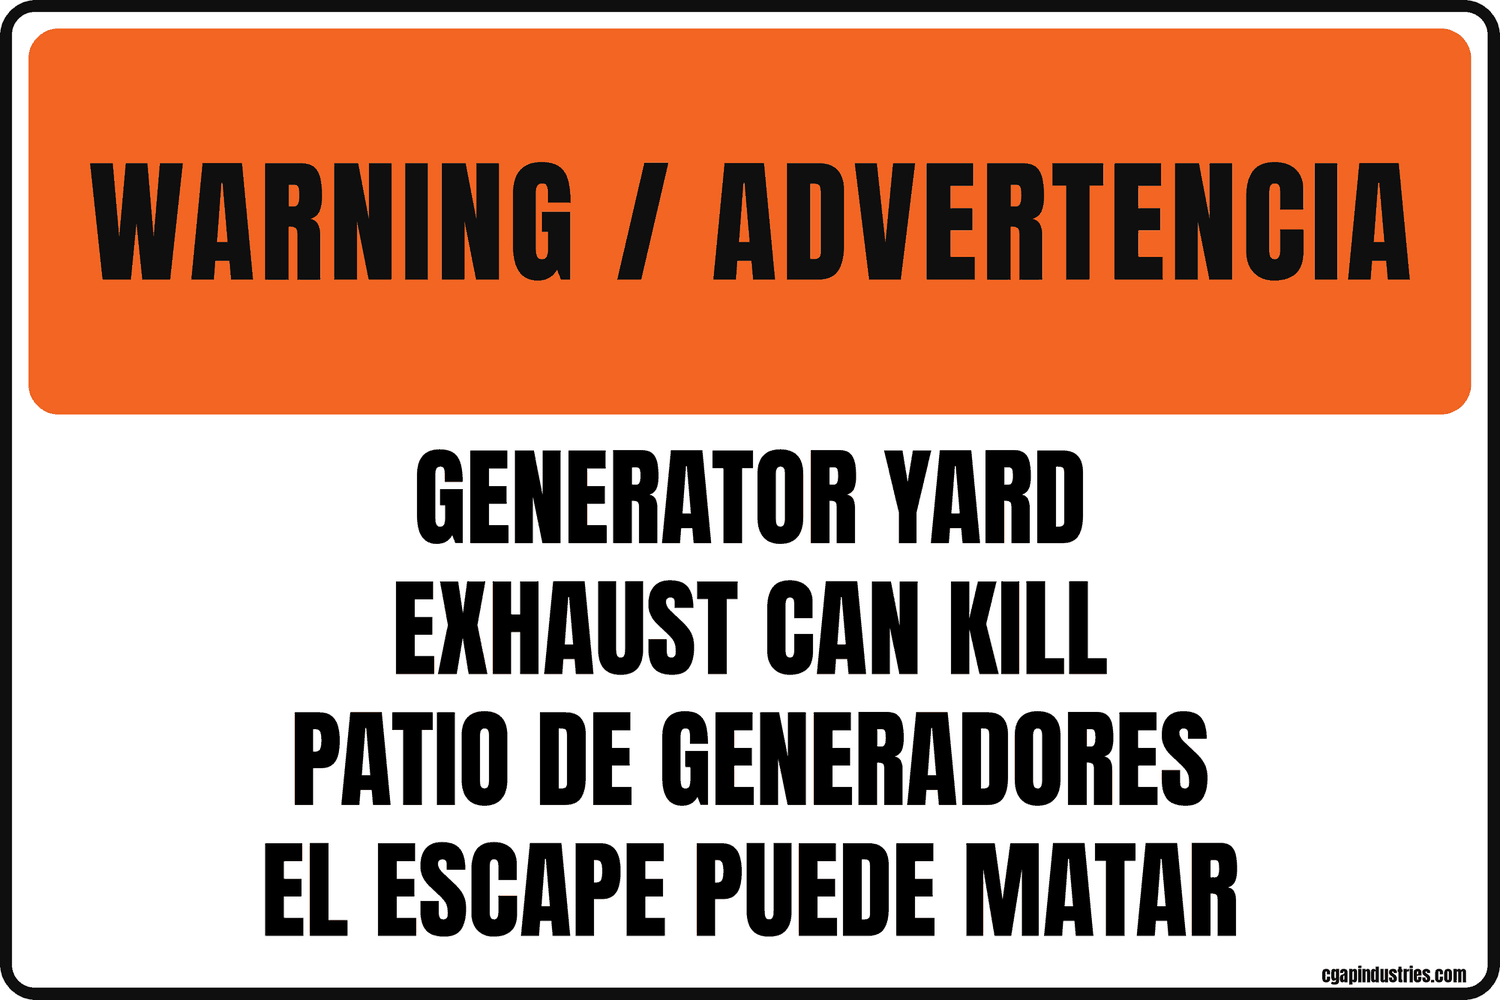 WARNING / ADVERTENCIA
GENERATOR YARD
EXHAUST CAN KILL
PATIO DE GENERADORES
EL ESCAPE PUEDE MATAR
cgapindustries.com